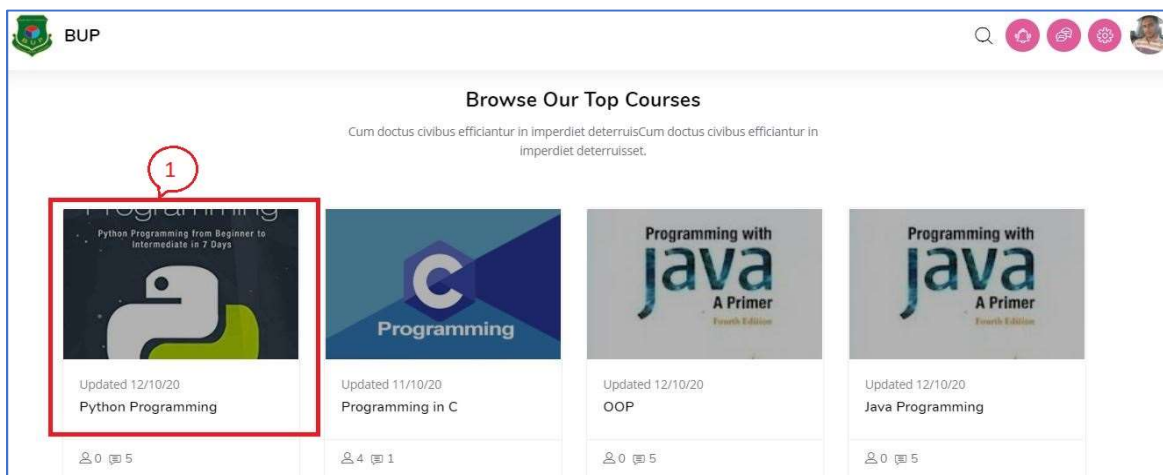 BUP
BUP
Browse Our Top Courses
Cum doctus civibus efficiantur in imperdiet deterruisCum doctus civibus efficiantur in
imperdiet deterruisset.
1
Programming
Python Programming from Beginner to
Intermediate in 7 Days
C
Programming
Programming with
java
A Primer
Fourth Edition
Programming with
java
A Primer
Fourth Edition
Updated 12/10/20
Python Programming
Updated 11/10/20
Programming in C
Updated 12/10/20
OOP
Updated 12/10/20
Java Programming
0 5
4 1
0 5
0 5